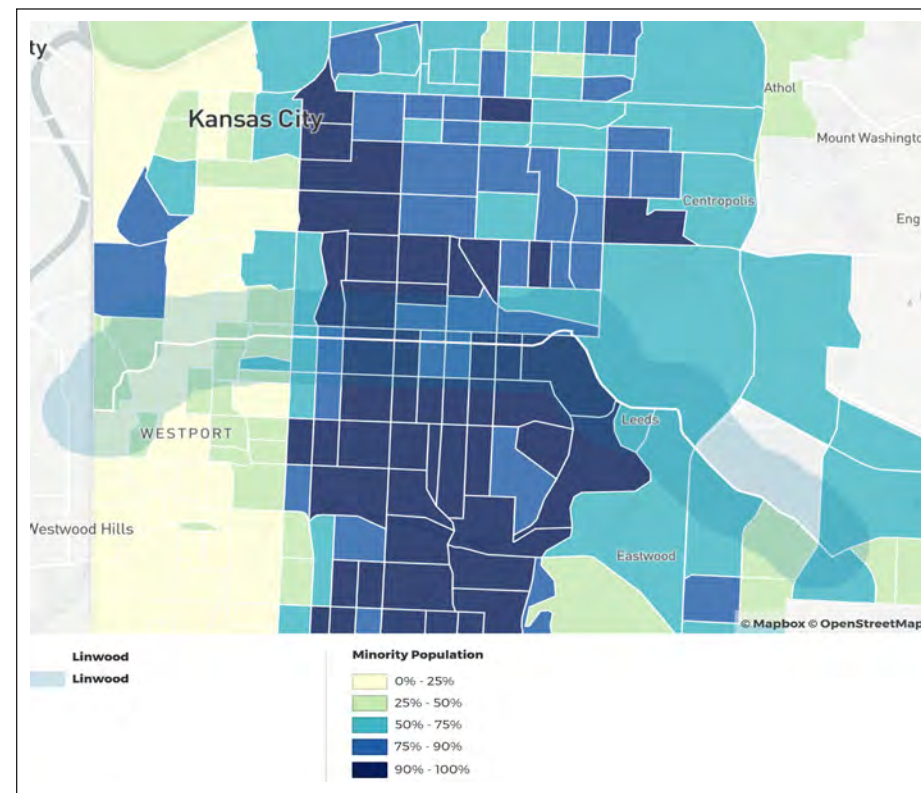 ty
Kansas City
Athol
Mount Washingto
Centropolis
Eng
WESTPORT
Leeds
Westwood Hills
Eastwood
© Mapbox © OpenStreetMap
Linwood
Linwood
Minority Population
0% - 25%
25% - 50%
50% - 75%
75% - 90%
90% - 100%